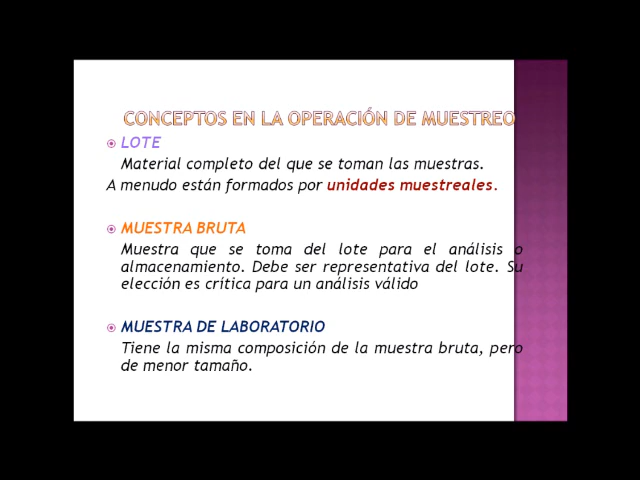 CONCEPTOS EN LA OPERACIÓN DE MUESTREO
LOTE
Material completo del que se toman las muestras.
A menudo están formados por unidades muestreales.
MUESTRA BRUTA
Muestra que se toma del lote para el análisis o
almacenamiento. Debe ser representativa del lote. Su
elección es crítica para un análisis válido
MUESTRA DE LABORATORIO
Tiene la misma composición de la muestra bruta, pero
de menor tamaño.